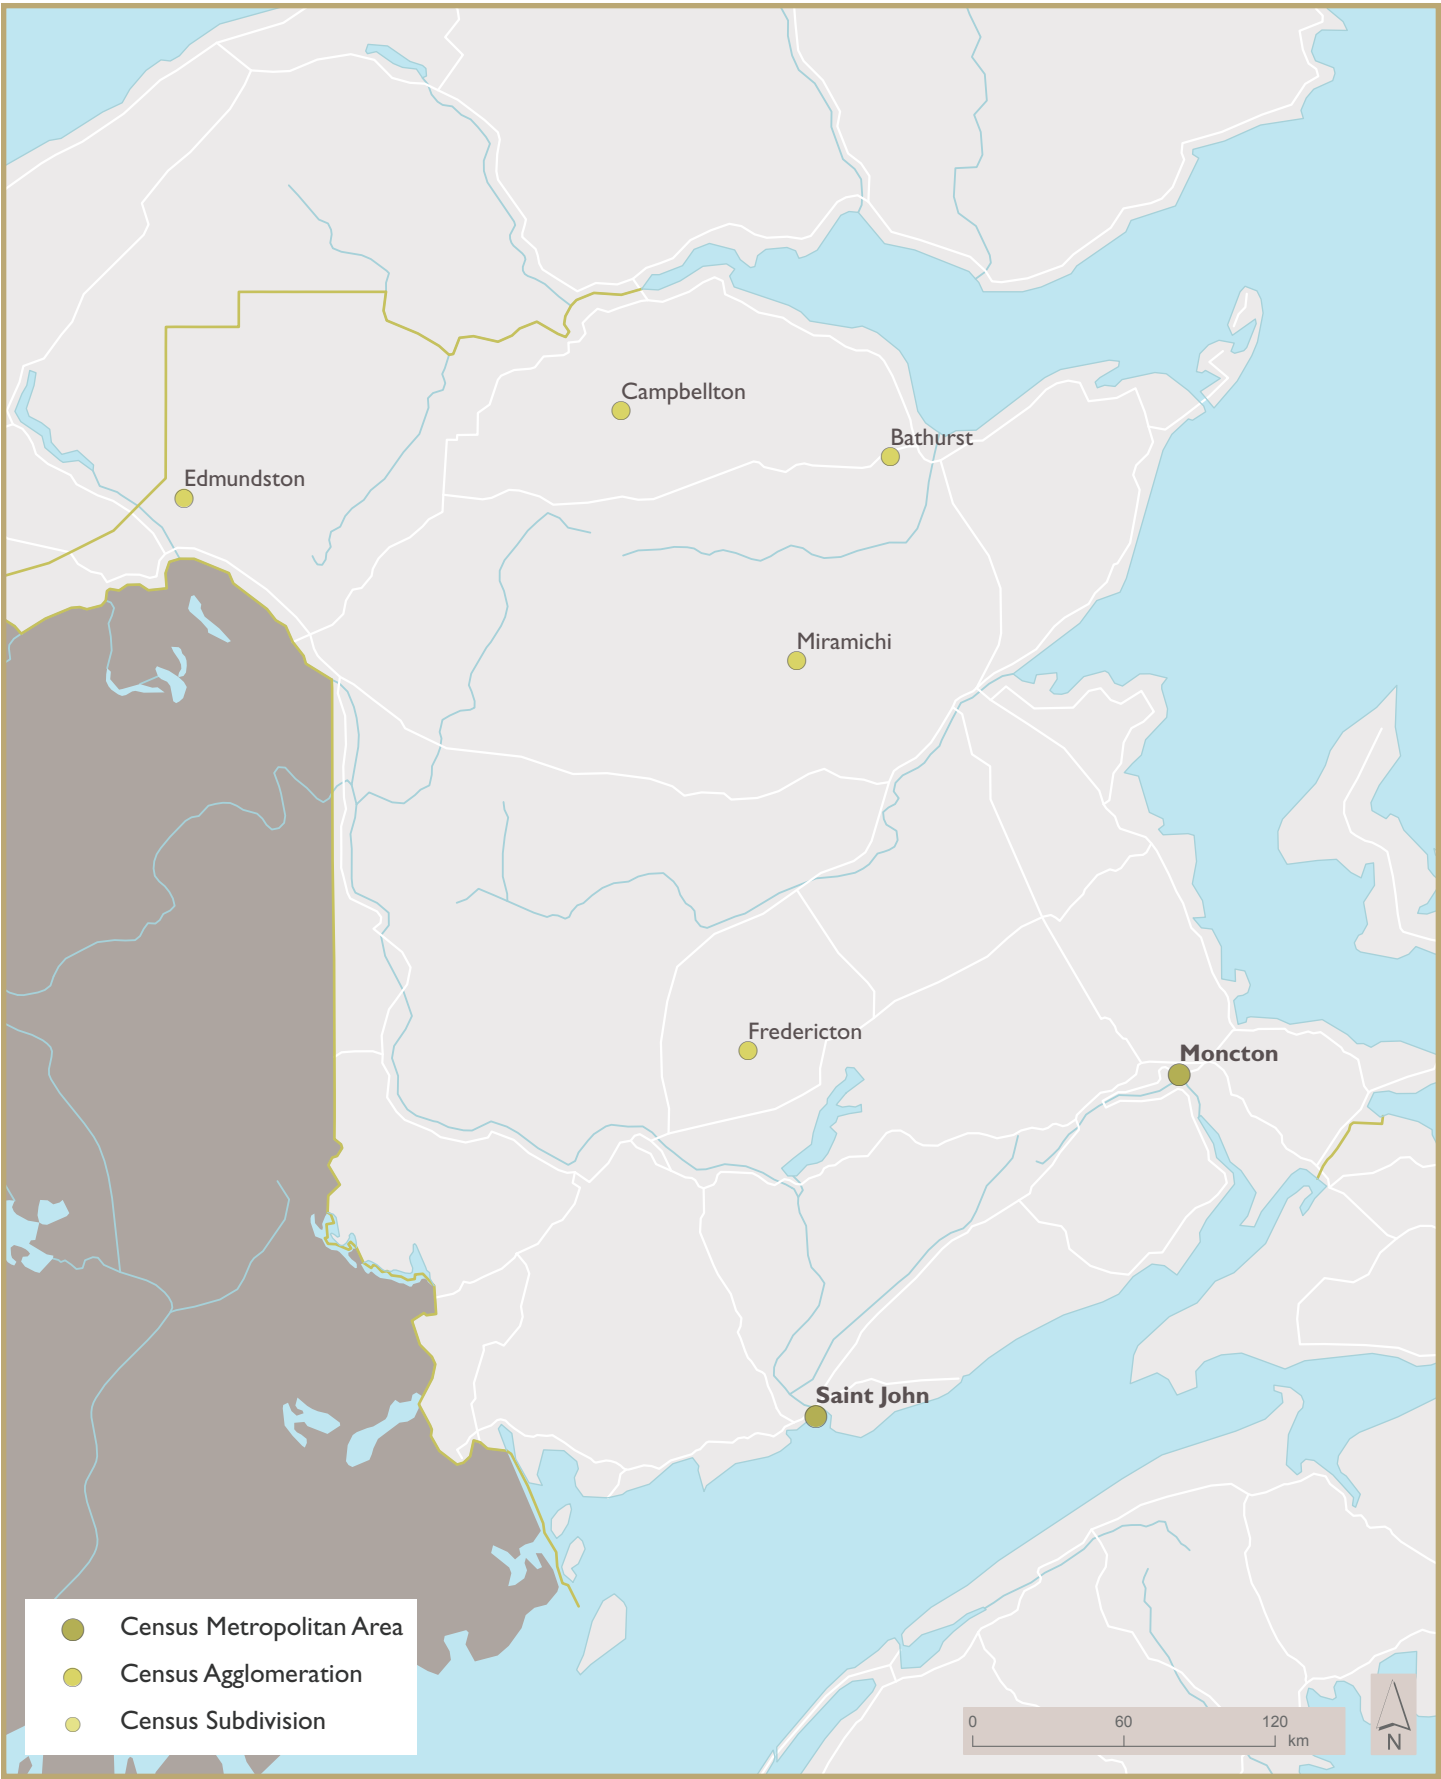 Campbellton
Bathurst
Edmundston
Miramichi
Fredericton
Moncton
Saint John
Census Metropolitan Area
Census Agglomeration
Census Subdivision
0 60 120
km
N